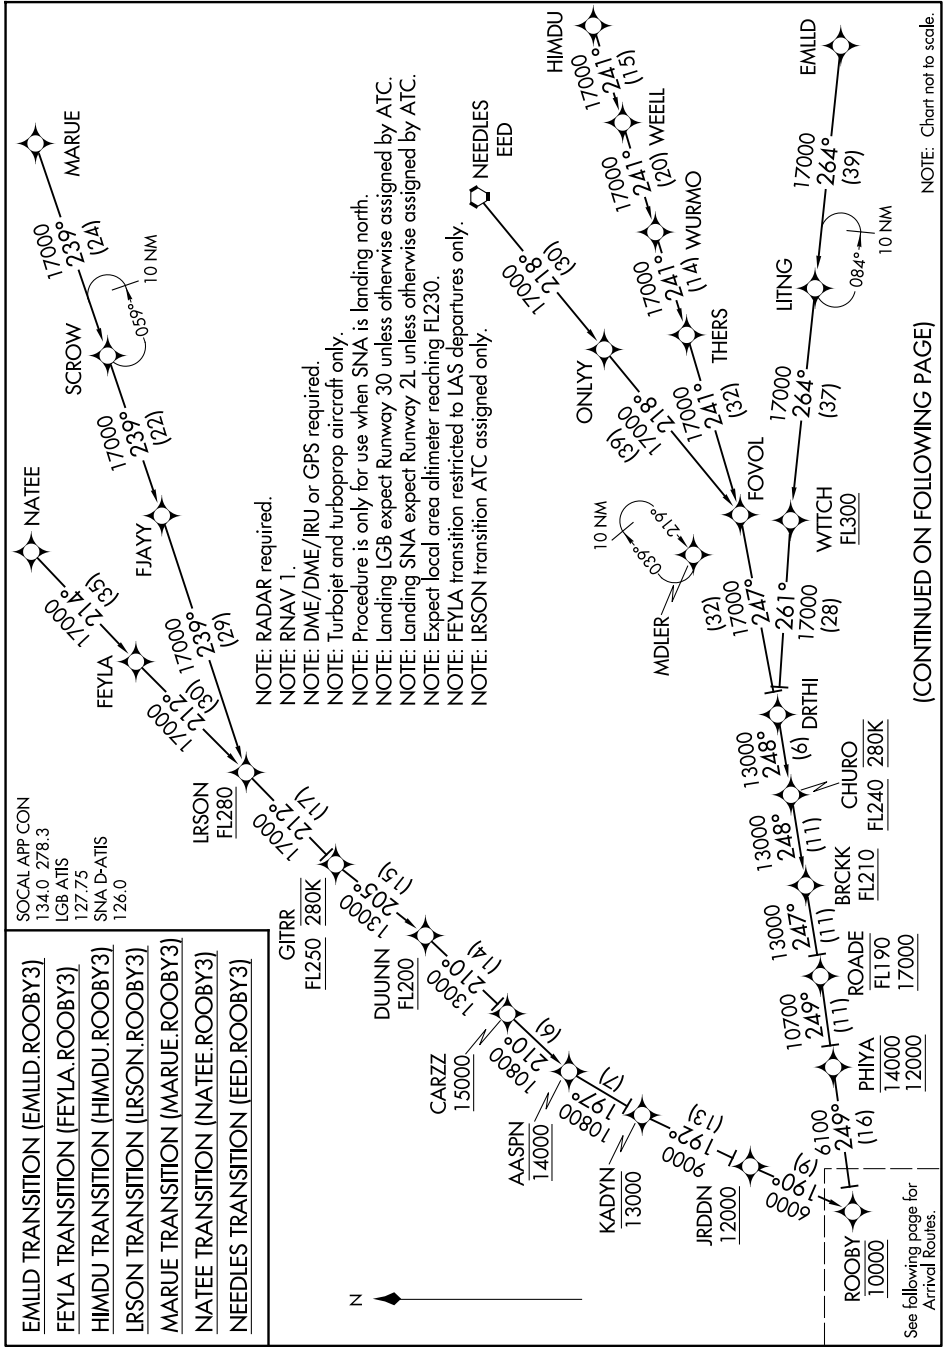 EMLLD TRANSITION (EMLLD.ROOBY3)
FEYLA TRANSITION (FEYLA.ROOBY3)
HIMDU TRANSITION (HIMDU.ROOBY3)
LRSON TRANSITION (LRSON.ROOBY3)
MARUE TRANSITION (MARUE.ROOBY3)
NATEE TRANSITION (NATEE.ROOBY3)
NEEDLES TRANSITION (EED.ROOBY3)
SOCAL APP CON
134.0 278.3
LGB ATIS
127.75
SNA D-ATIS
126.0
NATEE
17000
214°
(35)
FEYLA
17000
212°
(30)
MARUE
17000
239°
(24)
SCROW
059°
10 NM
17000
239°
(22)
FJAYY
17000
239°
(29)
LRSON
FL280
17000
212°
(17)
GITRR
FL250 280K
13000
205°
(15)
DUUNN
FL200
13000
210°
(14)
CARZZ
15000
10800
210°
(6)
AASPN
14000
10800
197°
(7)
KADYN
13000
9000
192°
(13)
JRDDN
12000
6000
190°
(9)
ROOBY
10000
See following page for
Arrival Routes.
N
NOTE: RADAR required.
NOTE: RNAV 1.
NOTE: DME/DME/IRU or GPS required.
NOTE: Turbojet and turboprop aircraft only.
NOTE: Procedure is only for use when SNA is landing north.
NOTE: Landing LGB expect Runway 30 unless otherwise assigned by ATC.
NOTE: Landing SNA expect Runway 2L unless otherwise assigned by ATC.
NOTE: Expect local area altimeter reaching FL230.
NOTE: FEYLA transition restricted to LAS departures only.
NOTE: LRSON transition ATC assigned only.
NEEDLES
EED
17000
218°
(30)
ONLYY
17000
218°
(39)
HIMDU
17000
241°
(15)
WEELL
17000
241°
(20)
WURMO
17000
241°
(14)
THERS
17000
241°
(32)
FOVOL
MDLER
10 NM
039°
219°
(32)
17000
247°
EMLLD
17000
264°
(39)
LITNG
084°
10 NM
17000
264°
(37)
WTTCH
FL300
261°
17000
(28)
DRTHI
13000
248°
(6)
CHURO
FL240 280K
13000
248°
(11)
BRCKK
FL210
13000
247°
(11)
ROADE
FL190
17000
10700
249°
(11)
PHIYA
14000
12000
6100
249°
(16)
NOTE: Chart not to scale.
(CONTINUED ON FOLLOWING PAGE)